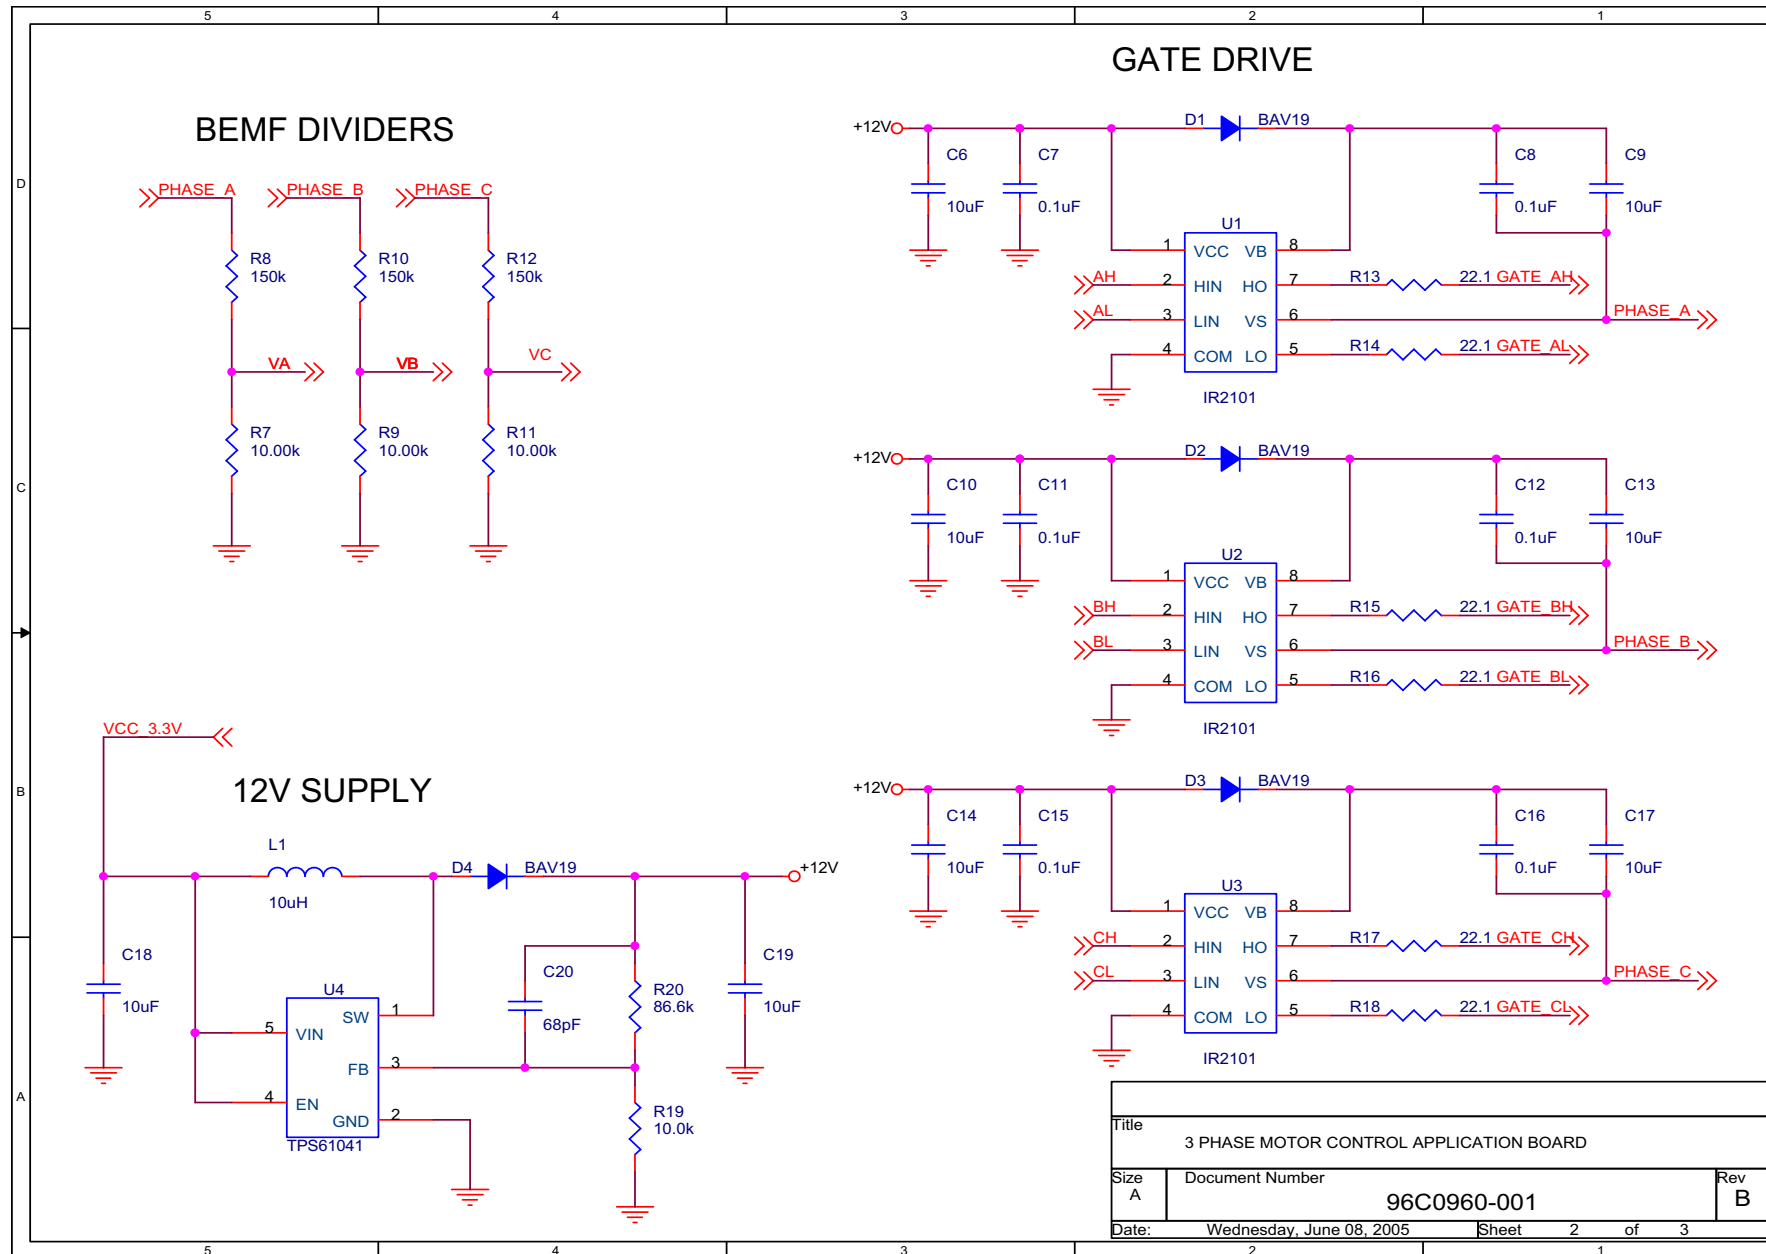 5 4 3 2 1
D
C
B
A
GATE DRIVE
BEMF DIVIDERS
PHASE_A PHASE_B PHASE_C
R8 R10 R12
150k 150k 150k
VA VB VC
R7 R9 R11
10.00k 10.00k 10.00k
+12V D1 BAV19
C6 C7 C8 C9
10uF 0.1uF 0.1uF 10uF
U1
1 VCC VB 8
AH 2 HIN HO 7 R13 22.1 GATE_AH
AL 3 LIN VS 6 PHASE_A
4 COM LO 5 R14 22.1 GATE_AL
IR2101
+12V D2 BAV19
C10 C11 C12 C13
10uF 0.1uF 0.1uF 10uF
U2
1 VCC VB 8
BH 2 HIN HO 7 R15 22.1 GATE_BH
BL 3 LIN VS 6 PHASE_B
4 COM LO 5 R16 22.1 GATE_BL
IR2101
+12V D3 BAV19
C14 C15 C16 C17
10uF 0.1uF 0.1uF 10uF
U3
1 VCC VB 8
CH 2 HIN HO 7 R17 22.1 GATE_CH
CL 3 LIN VS 6 PHASE_C
4 COM LO 5 R18 22.1 GATE_CL
IR2101
VCC_3.3V
12V SUPPLY
L1
10uH
D4 BAV19
+12V
C18
10uF
C20
68pF
R20
86.6k
C19
10uF
U4
SW 1
5 VIN
FB 3
4 EN
GND 2
TPS61041
R19
10.0k
Title
3 PHASE MOTOR CONTROL APPLICATION BOARD
Size Document Number Rev
A 96C0960-001 B
Date: Wednesday, June 08, 2005 Sheet 2 of 3
5 4 3 2 1